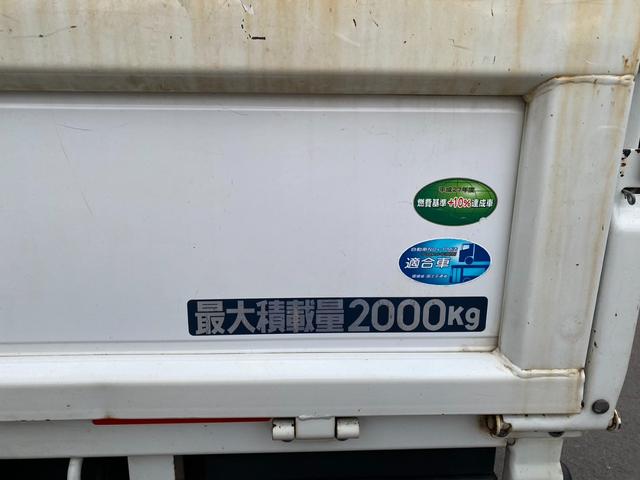 平成27年度
燃費基準+10%達成車
適合車
最大積載量2000Kg